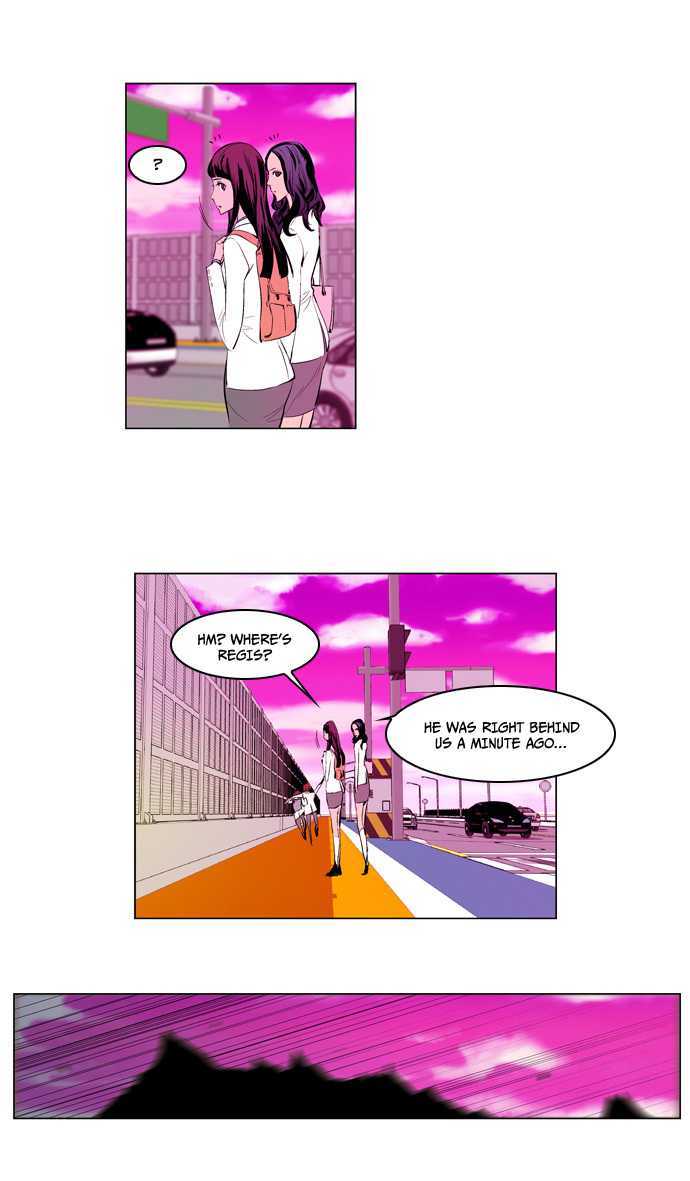 ?
HM? WHERE'S
REGIS?
HE WAS RIGHT BEHIND
US A MINUTE AGO...